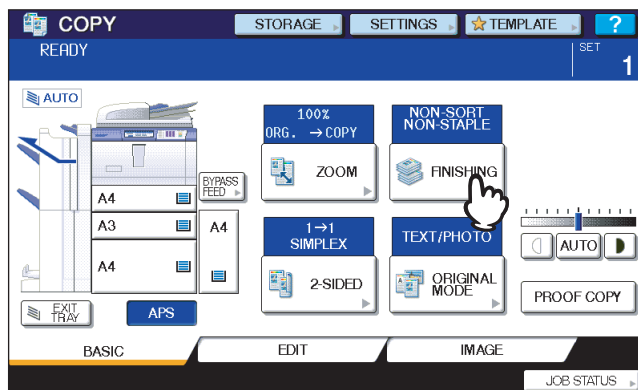 COPY
STORAGE
SETTINGS
TEMPLATE
?
READY
SET
1
AUTO
100%
ORG. →COPY
ZOOM
NON-SORT
NON-STAPLE
FINISHING
BYPASS
FEED
A4
A3
A4
A4
1→1
SIMPLEX
2-SIDED
TEXT/PHOTO
ORIGINAL
MODE
AUTO
PROOF COPY
EXIT
TRAY
APS
BASIC
EDIT
IMAGE
JOB STATUS